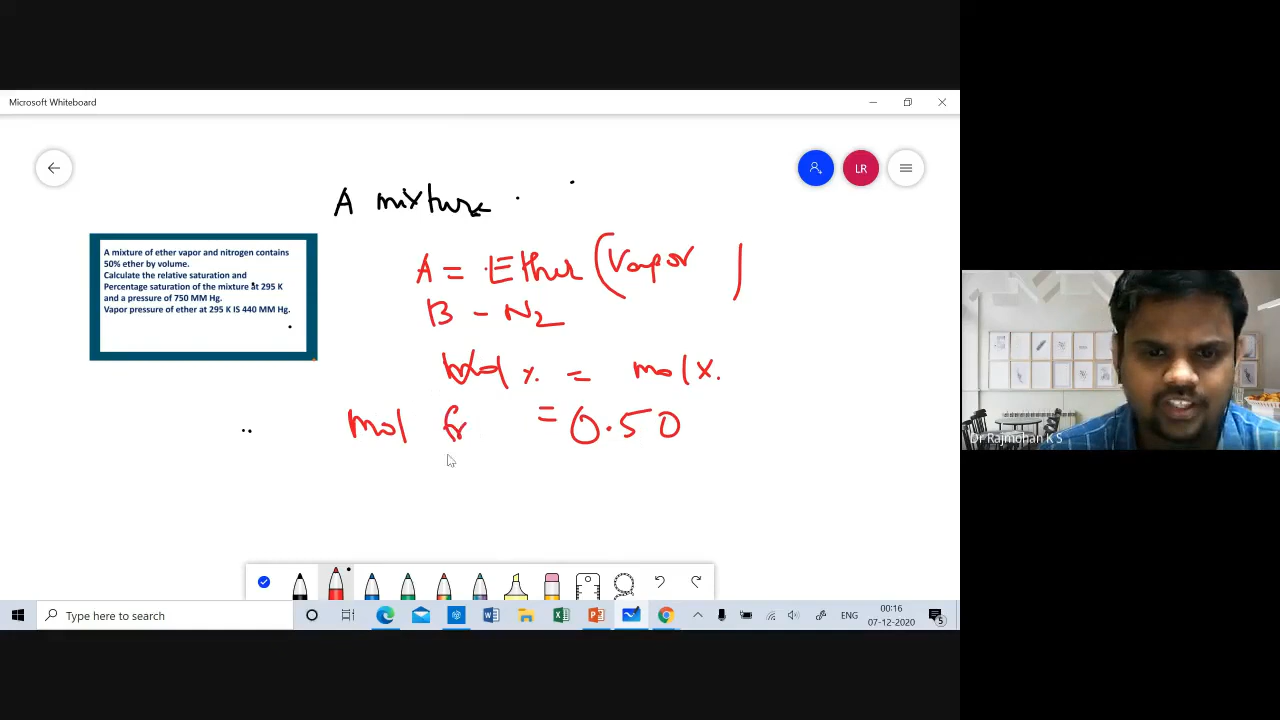 Microsoft Whiteboard
LR
A mixture
A mixture of ether vapor and nitrogen contains
50% ether by volume.
Calculate the relative saturation and
Percentage saturation of the mixture at 295 K
and a pressure of 750 MM Hg.
Vapor pressure of ether at 295 K IS 440 MM Hg.
A = Ether (Vapor )
B - N2
Vol %. = mol %.
mol fr = 0.50
Dr Rajmohan K S
Type here to search
ENG
00:16
07-12-2020
5